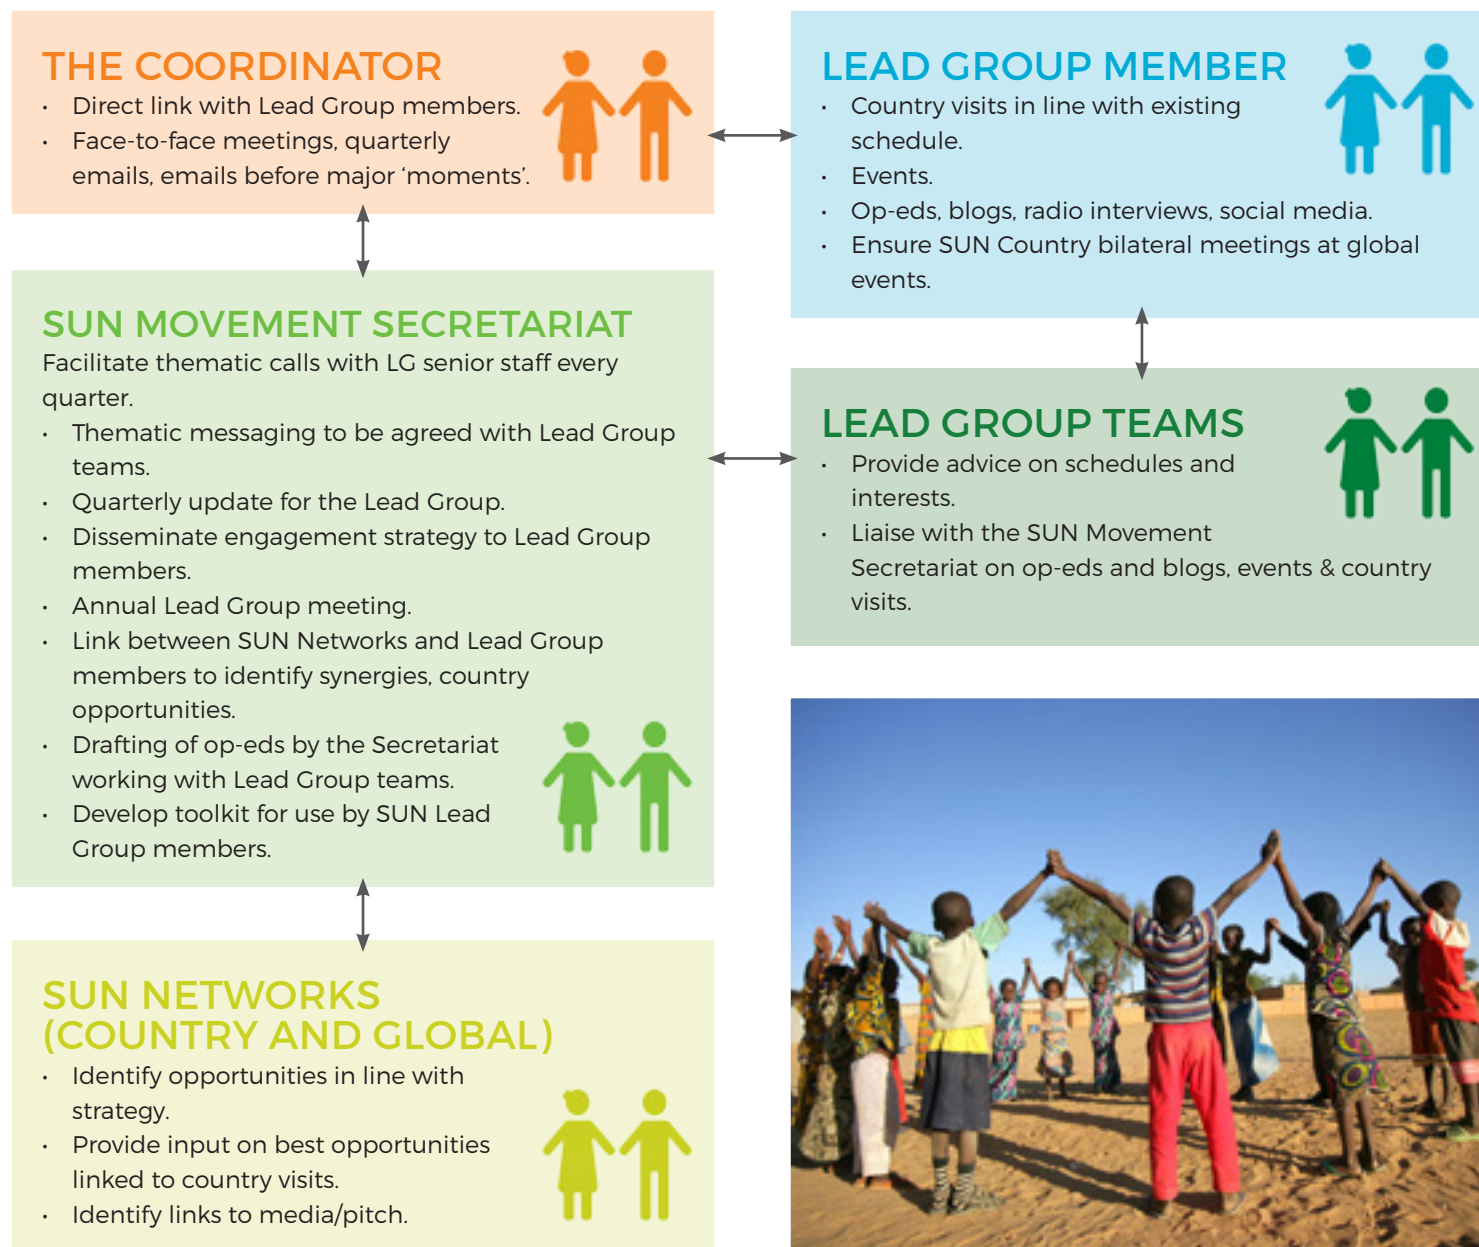 THE COORDINATOR
• Direct link with Lead Group members.
• Face-to-face meetings, quarterly
emails, emails before major ‘moments’.
SUN MOVEMENT SECRETARIAT
Facilitate thematic calls with LG senior staff every
quarter.
• Thematic messaging to be agreed with Lead Group
teams.
• Quarterly update for the Lead Group.
• Disseminate engagement strategy to Lead Group
members.
• Annual Lead Group meeting.
• Link between SUN Networks and Lead Group
members to identify synergies, country
opportunities.
• Drafting of op-eds by the Secretariat
working with Lead Group teams.
• Develop toolkit for use by SUN Lead
Group members.
SUN NETWORKS
(COUNTRY AND GLOBAL)
• Identify opportunities in line with
strategy.
• Provide input on best opportunities
linked to country visits.
• Identify links to media/pitch.
LEAD GROUP MEMBER
• Country visits in line with existing
schedule.
• Events.
• Op-eds, blogs, radio interviews, social media.
• Ensure SUN Country bilateral meetings at global
events.
LEAD GROUP TEAMS
• Provide advice on schedules and
interests.
• Liaise with the SUN Movement
Secretariat on op-eds and blogs, events & country
visits.